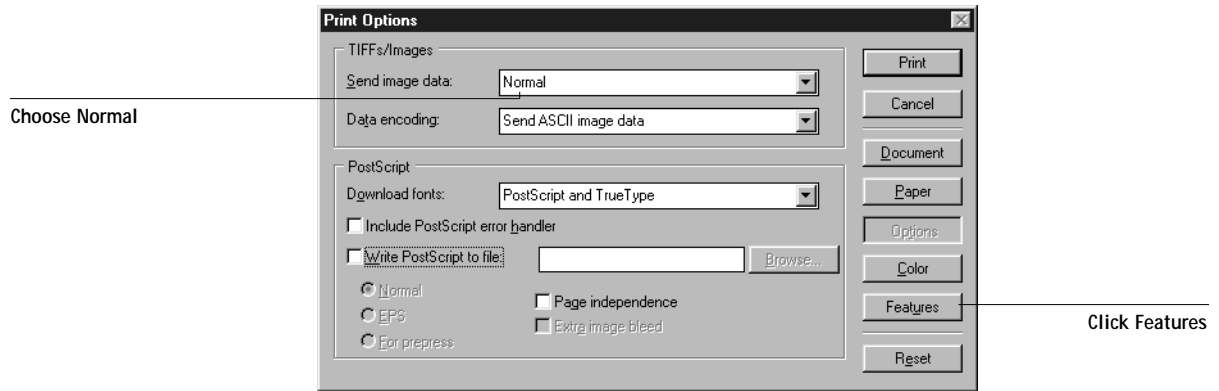 Print Options
TIFFs/Images
Send image data:
Normal
Choose Normal
Data encoding:
Send ASCII image data
PostScript
Download fonts:
PostScript and TrueType
Include PostScript error handler
Write PostScript to file:
Browse...
Normal
EPS
For prepress
Page independence
Extra image bleed
Print
Cancel
Document
Paper
Options
Color
Features
Click Features
Reset